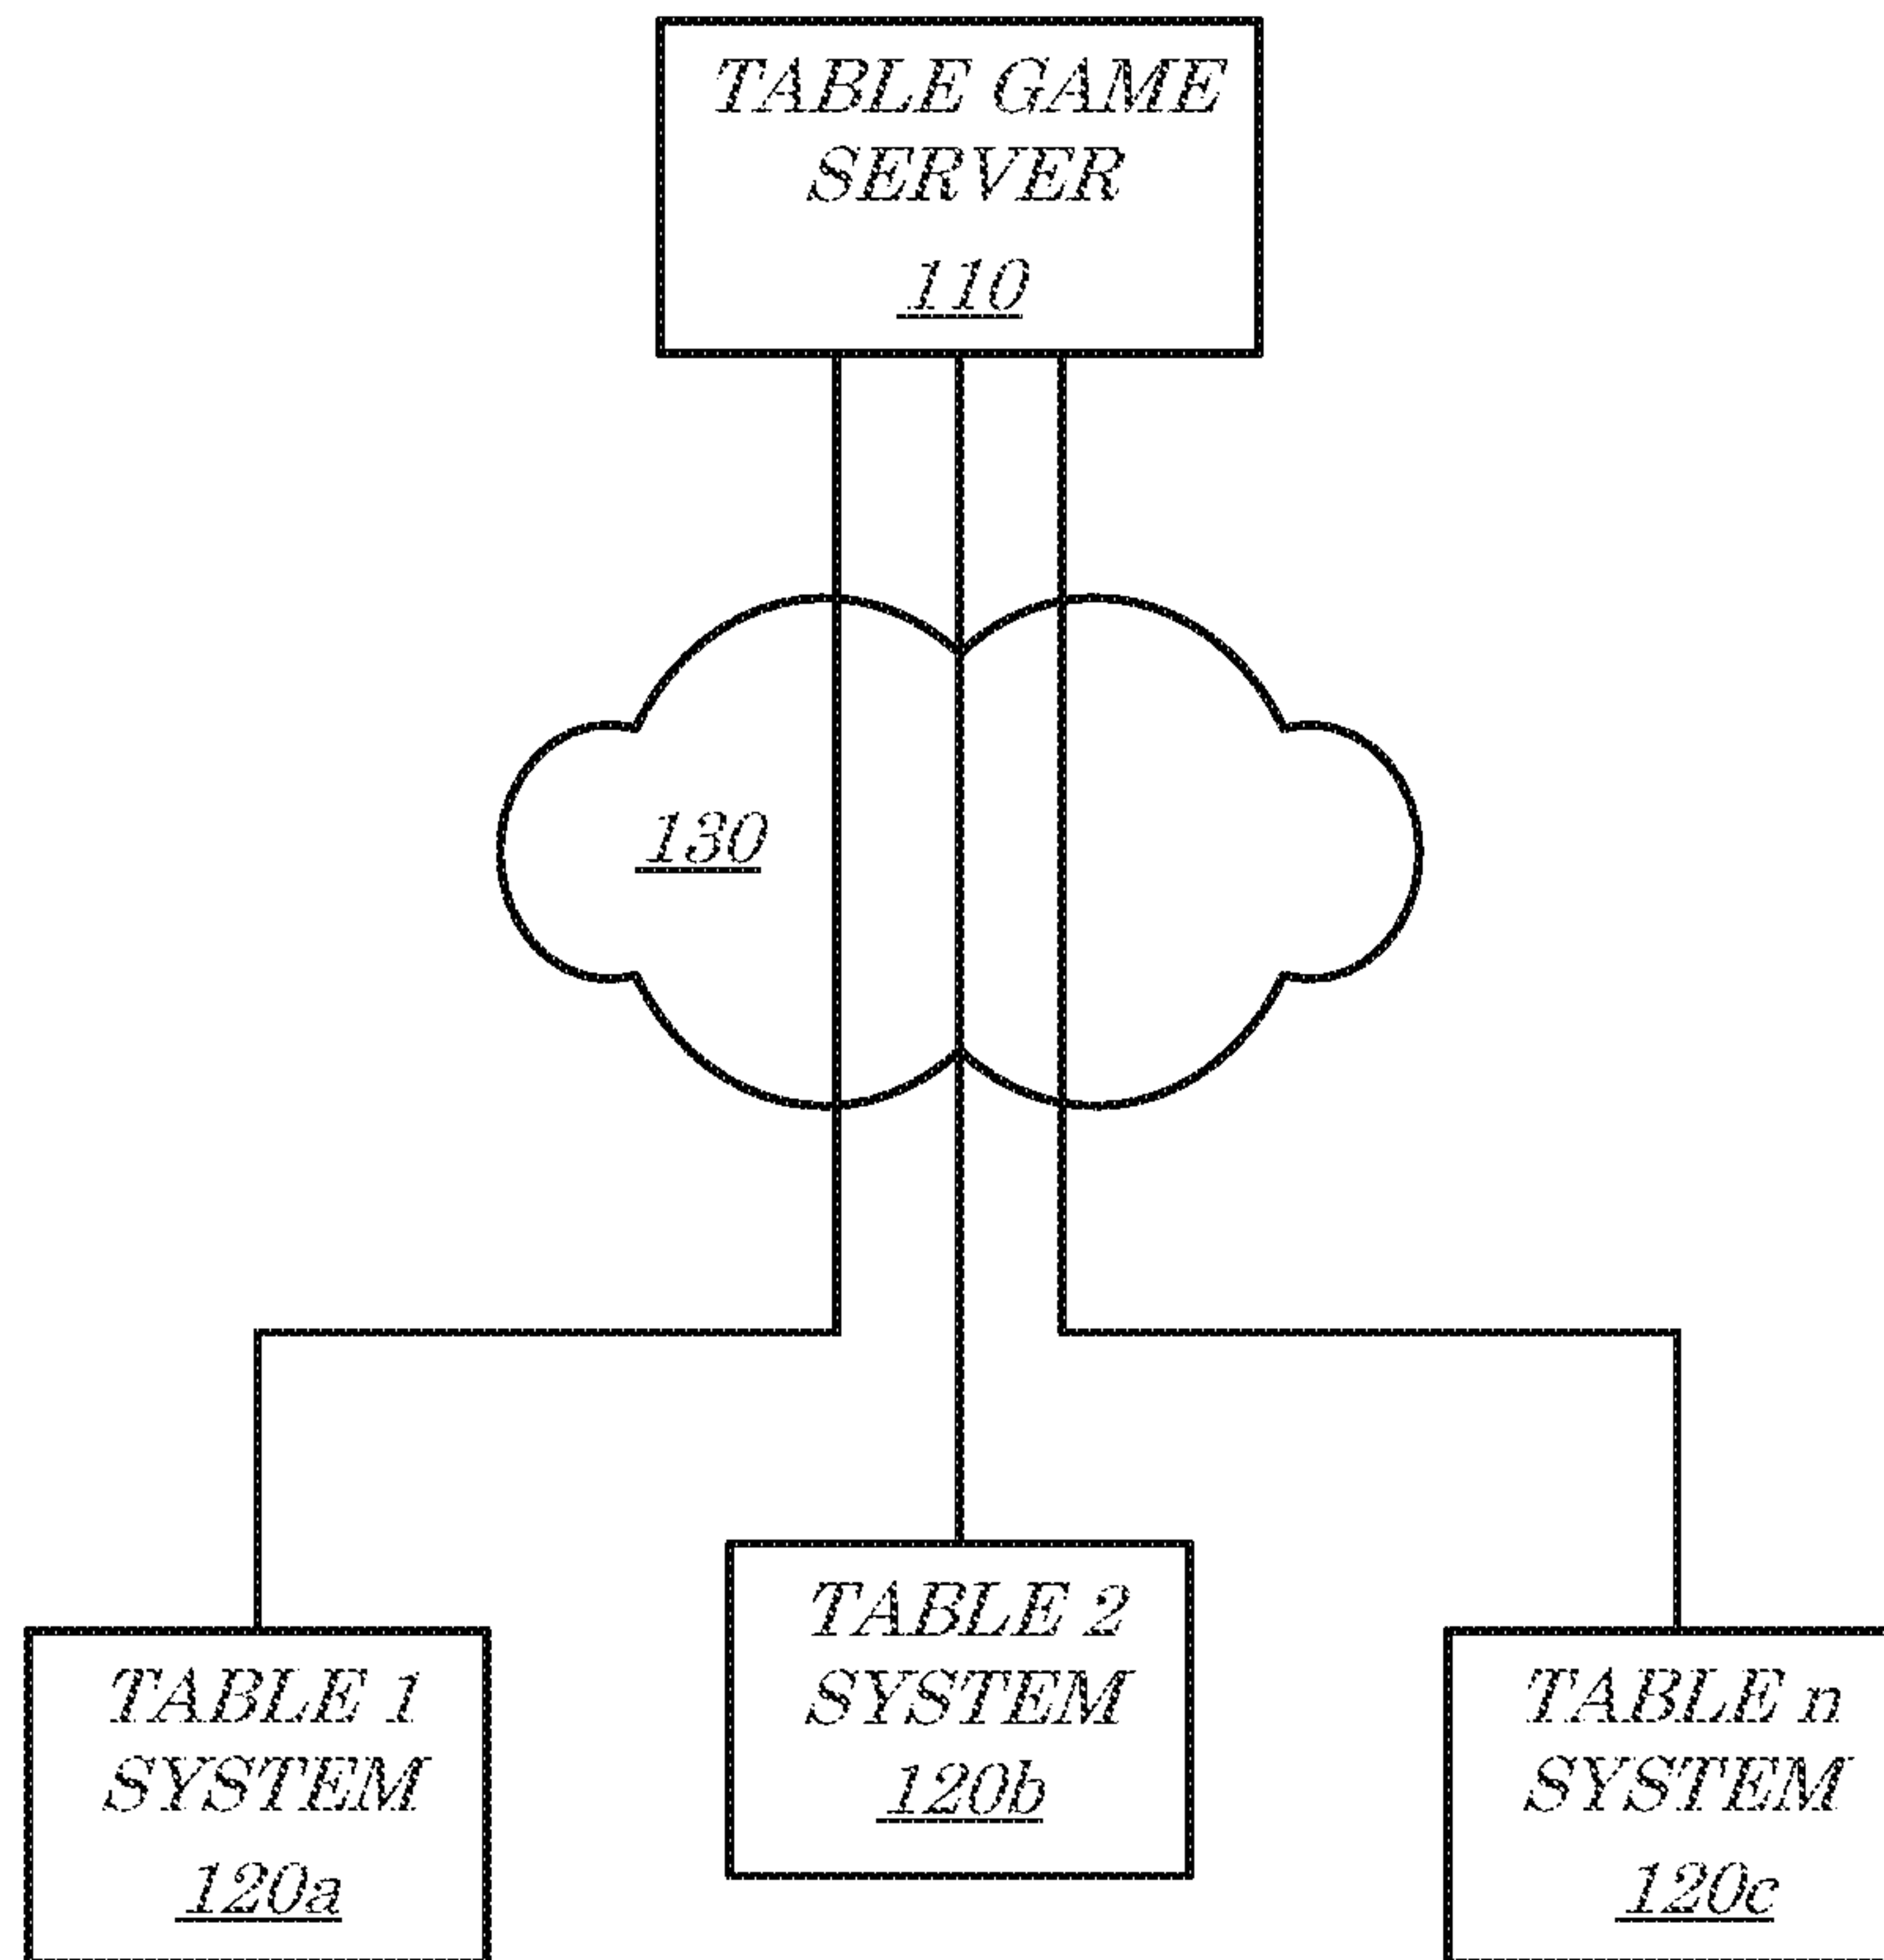 TABLE GAME
SERVER
110
130
TABLE 1
SYSTEM
120a
TABLE 2
SYSTEM
120b
TABLE n
SYSTEM
120c